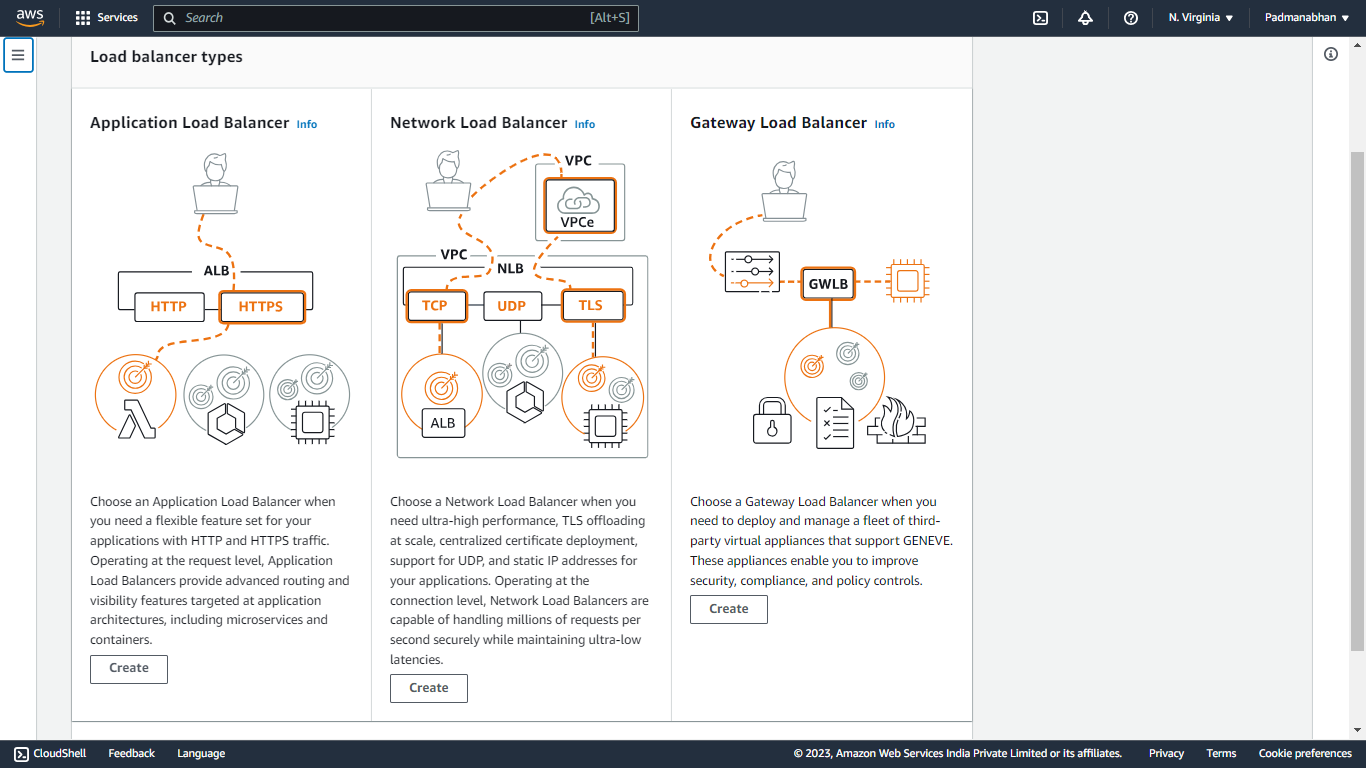 aws
Services
Search
[Alt+S]
N. Virginia
Padmanabhan
Load balancer types
Application Load Balancer Info
ALB
HTTP
HTTPS
Choose an Application Load Balancer when
you need a flexible feature set for your
applications with HTTP and HTTPS traffic.
Operating at the request level, Application
Load Balancers provide advanced routing and
visibility features targeted at application
architectures, including microservices and
containers.
Create
Network Load Balancer Info
VPC
VPCe
VPC
NLB
TCP
UDP
TLS
ALB
Choose a Network Load Balancer when you
need ultra-high performance, TLS offloading
at scale, centralized certificate deployment,
support for UDP, and static IP addresses for
your applications. Operating at the
connection level, Network Load Balancers are
capable of handling millions of requests per
second securely while maintaining ultra-low
latencies.
Create
Gateway Load Balancer Info
GWLB
Choose a Gateway Load Balancer when you
need to deploy and manage a fleet of third-
party virtual appliances that support GENEVE.
These appliances enable you to improve
security, compliance, and policy controls.
Create
CloudShell
Feedback
Language
© 2023, Amazon Web Services India Private Limited or its affiliates.
Privacy
Terms
Cookie preferences